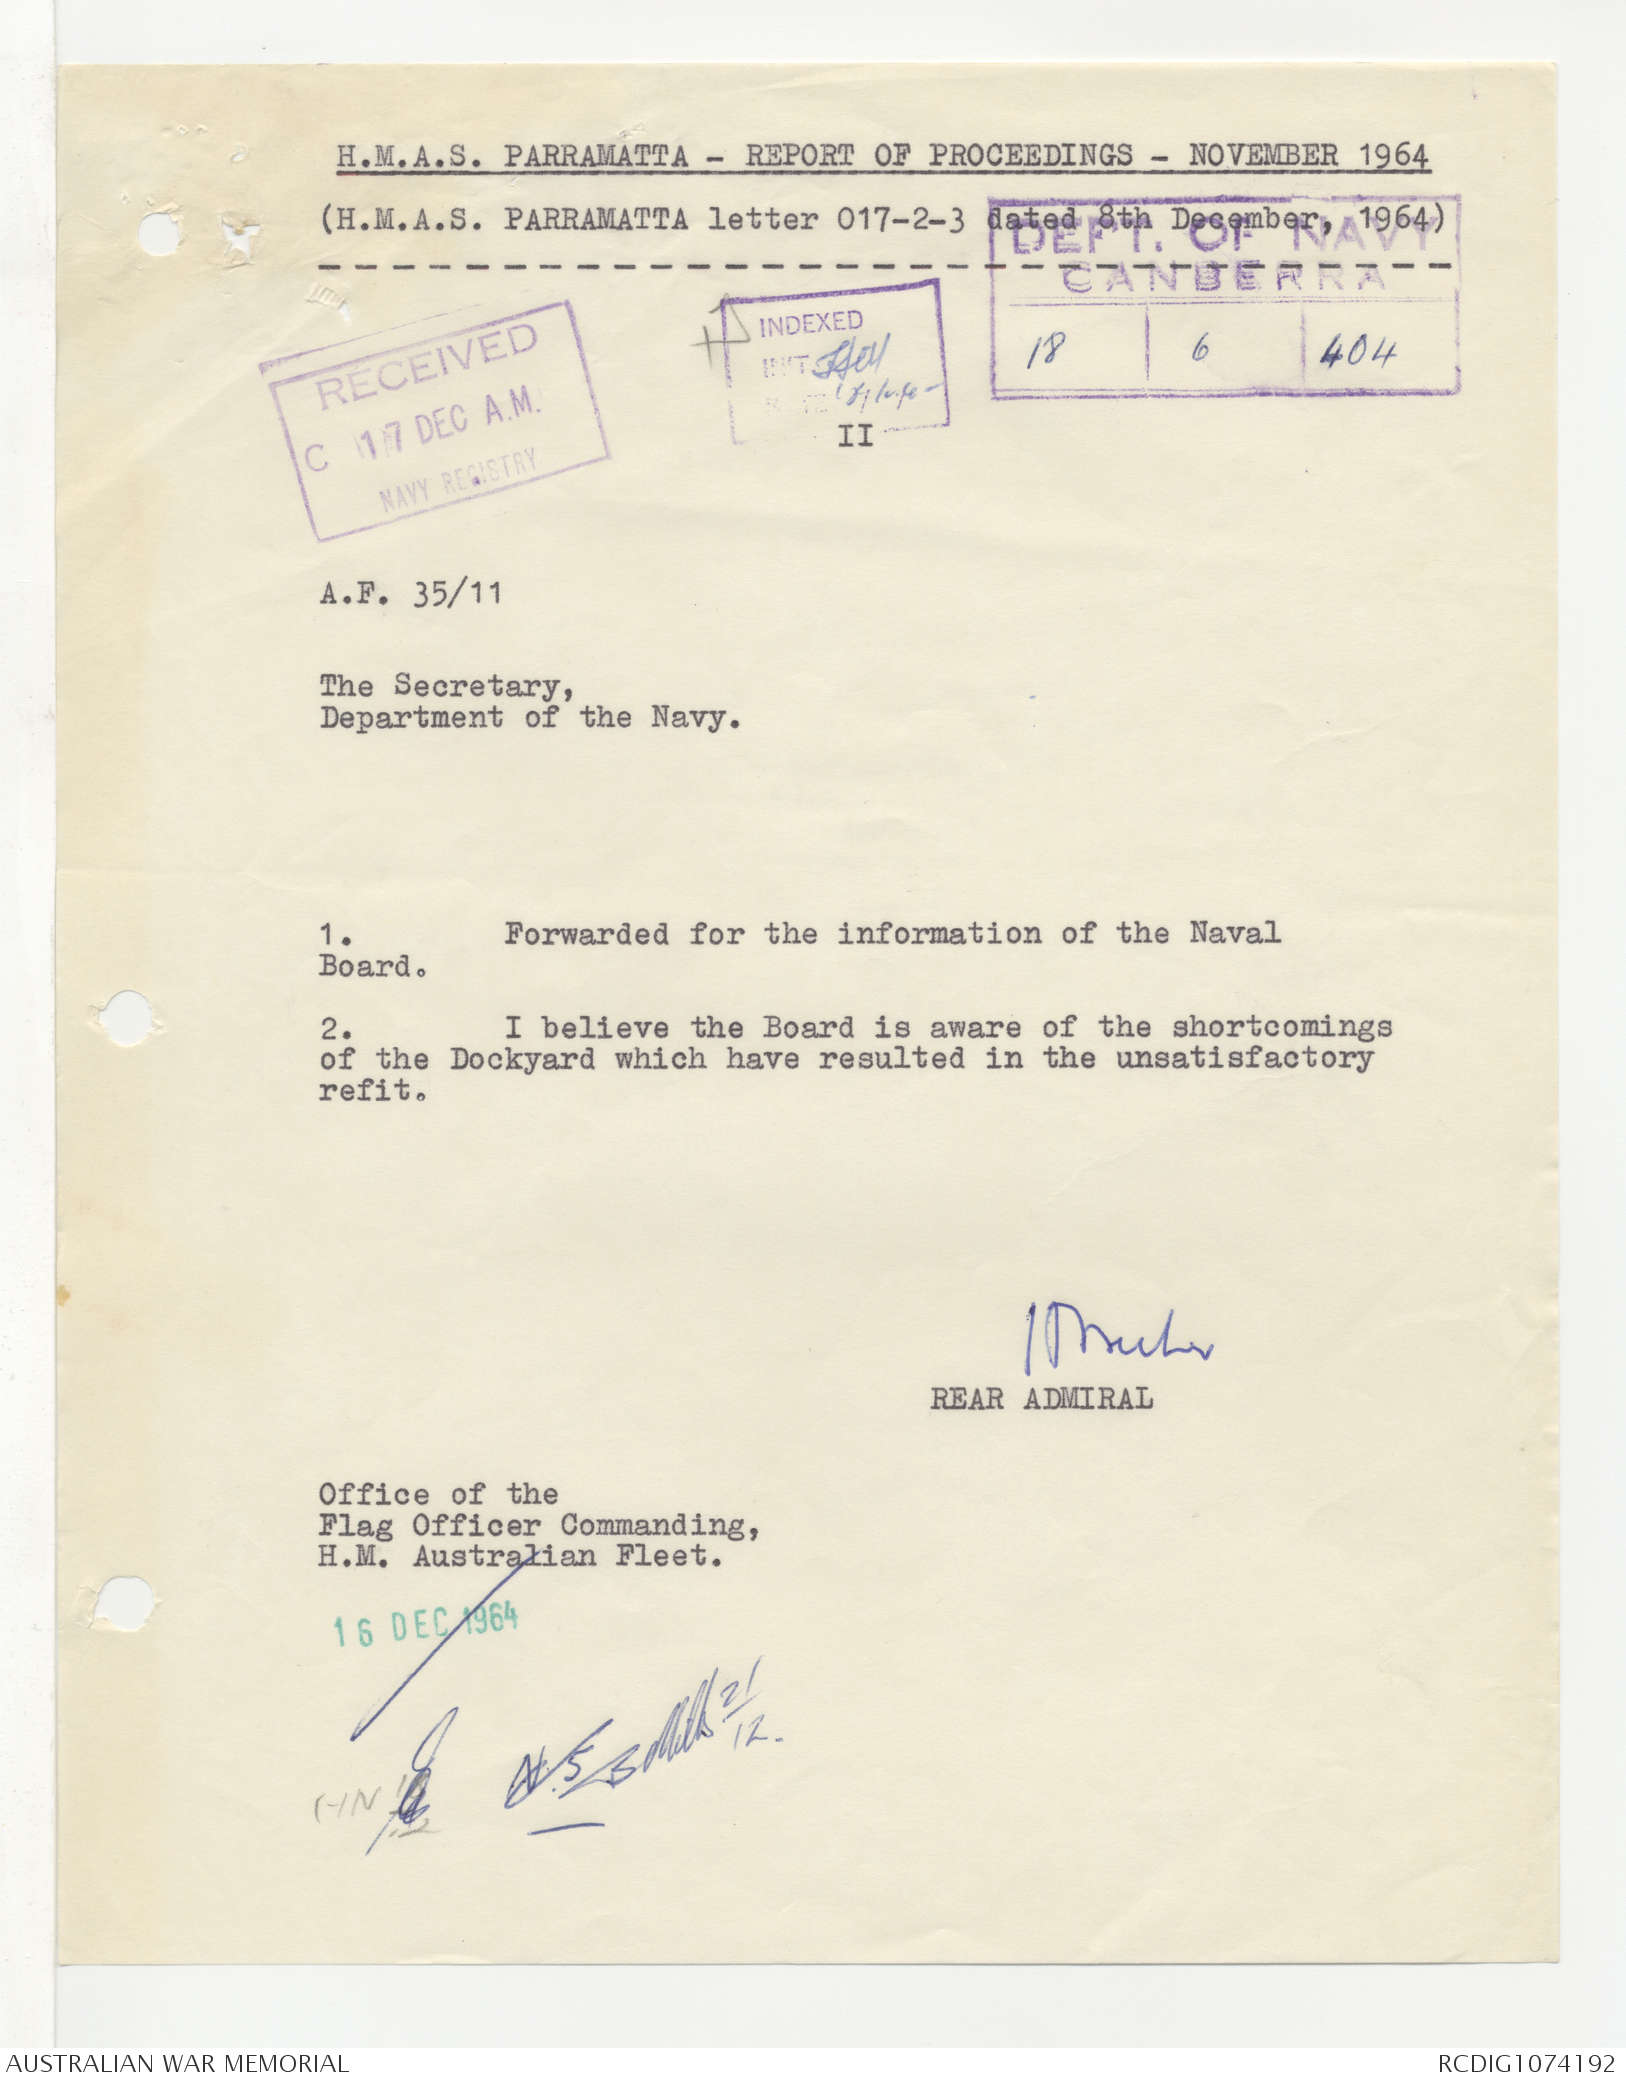 H.M.A.S. PARRAMATTA - REPORT OF PROCEEDINGS - NOVEMBER 1964
(H.M.A.S. PARRAMATTA letter 017-2-3 dated 8th December, 1964)
DEPT. OF NAVY
CANBERRA
18 6 404
INDEXED
INIT
RECEIVED
C 17 DEC A.M.
NAVY REGISTRY
II
A.F. 35/11
The Secretary,
Department of the Navy.
1. Forwarded for the information of the Naval
Board.
2. I believe the Board is aware of the shortcomings
of the Dockyard which have resulted in the unsatisfactory
refit.
REAR ADMIRAL
Office of the
Flag Officer Commanding,
H.M. Australian Fleet.
16 DEC 1964
21/12.
AUSTRALIAN WAR MEMORIAL
RCDIG1074192